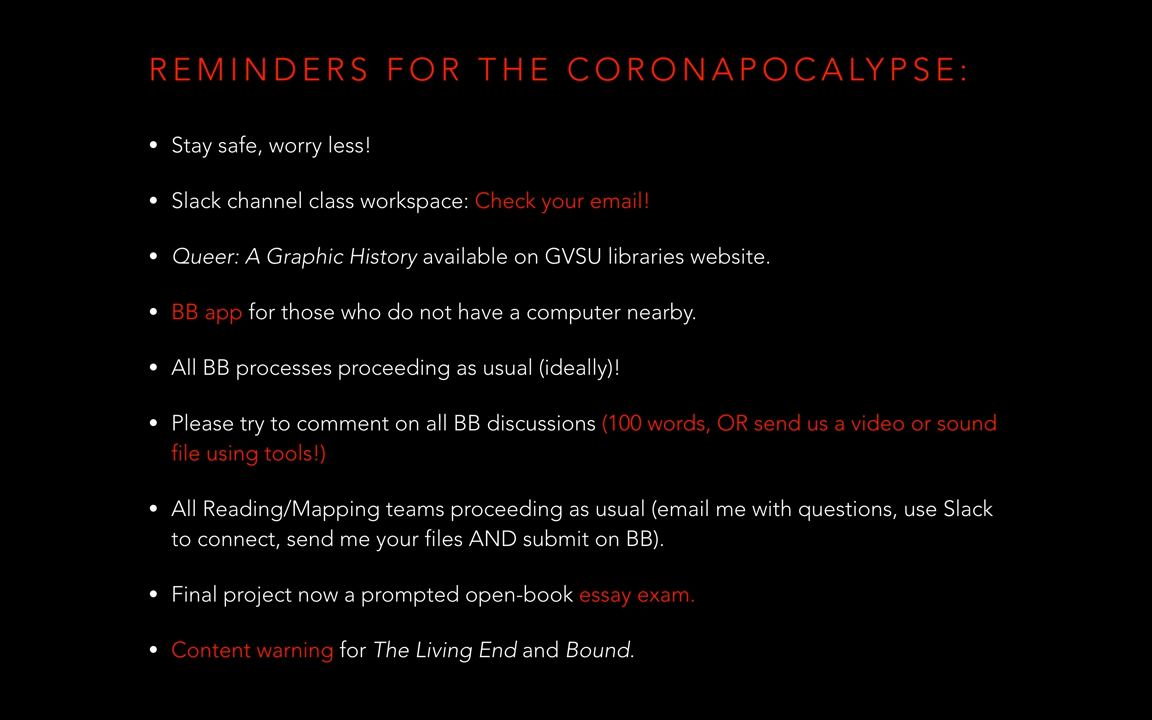 REMINDERS FOR THE CORONAPOCALYPSE:
• Stay safe, worry less!
• Slack channel class workspace: Check your email!
• Queer: A Graphic History available on GVSU libraries website.
• BB app for those who do not have a computer nearby.
• All BB processes proceeding as usual (ideally)!
• Please try to comment on all BB discussions (100 words, OR send us a video or sound
file using tools!)
• All Reading/Mapping teams proceeding as usual (email me with questions, use Slack
to connect, send me your files AND submit on BB).
• Final project now a prompted open-book essay exam.
• Content warning for The Living End and Bound.